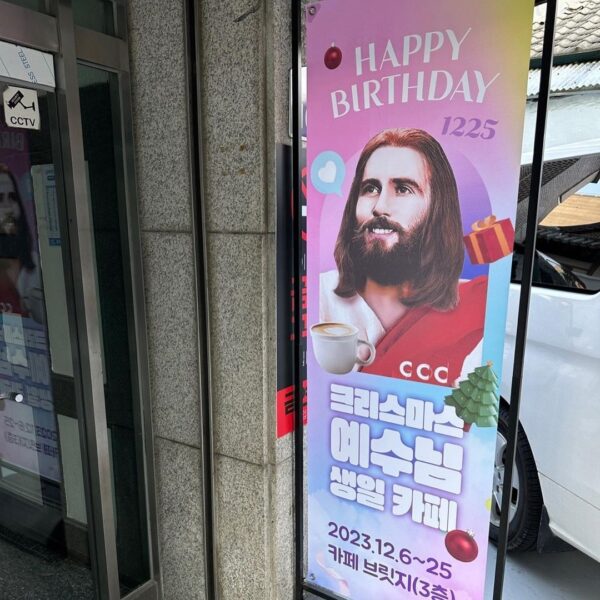 CCTV
HAPPY
BIRTHDAY
1225
CCC
크리스마스
예수님
생일 카페
2023.12.6~25
카페 브릿지(3층)